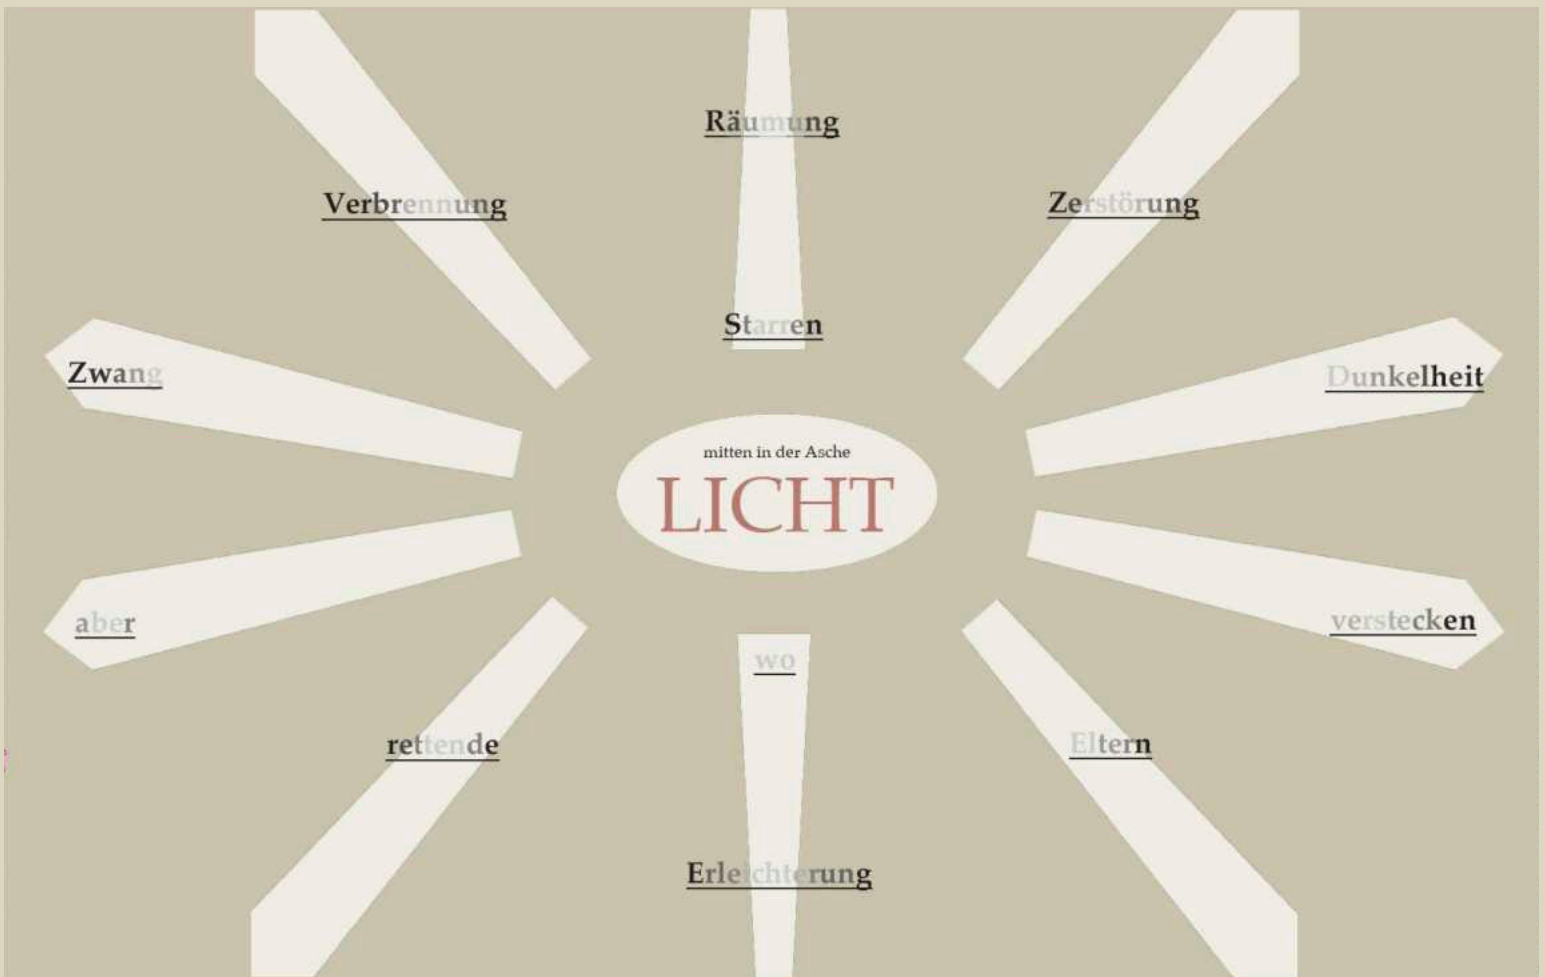 Räumung
Verbrennung
Zerstörung
Starren
Zwang
Dunkelheit
mitten in der Asche
LICHT
aber
verstecken
wo
rettende
Eltern
Erleichterung